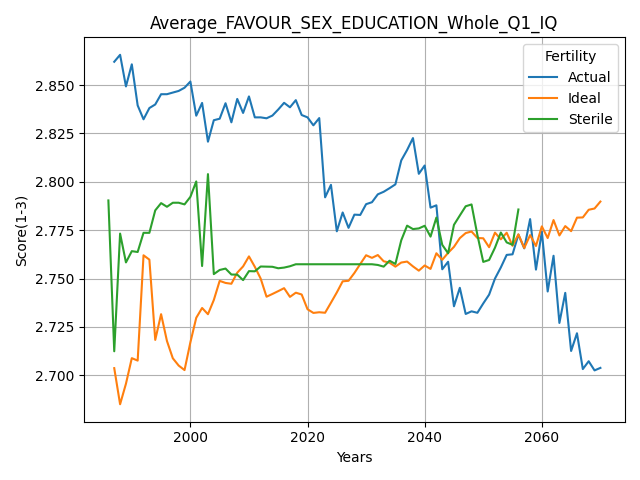 Average_FAVOUR_SEX_EDUCATION_Whole_Q1_IQ
Fertility
Actual
Ideal
Sterile
Score(1-3)
2.850
2.825
2.800
2.775
2.750
2.725
2.700
2000
2020
2040
2060
Years